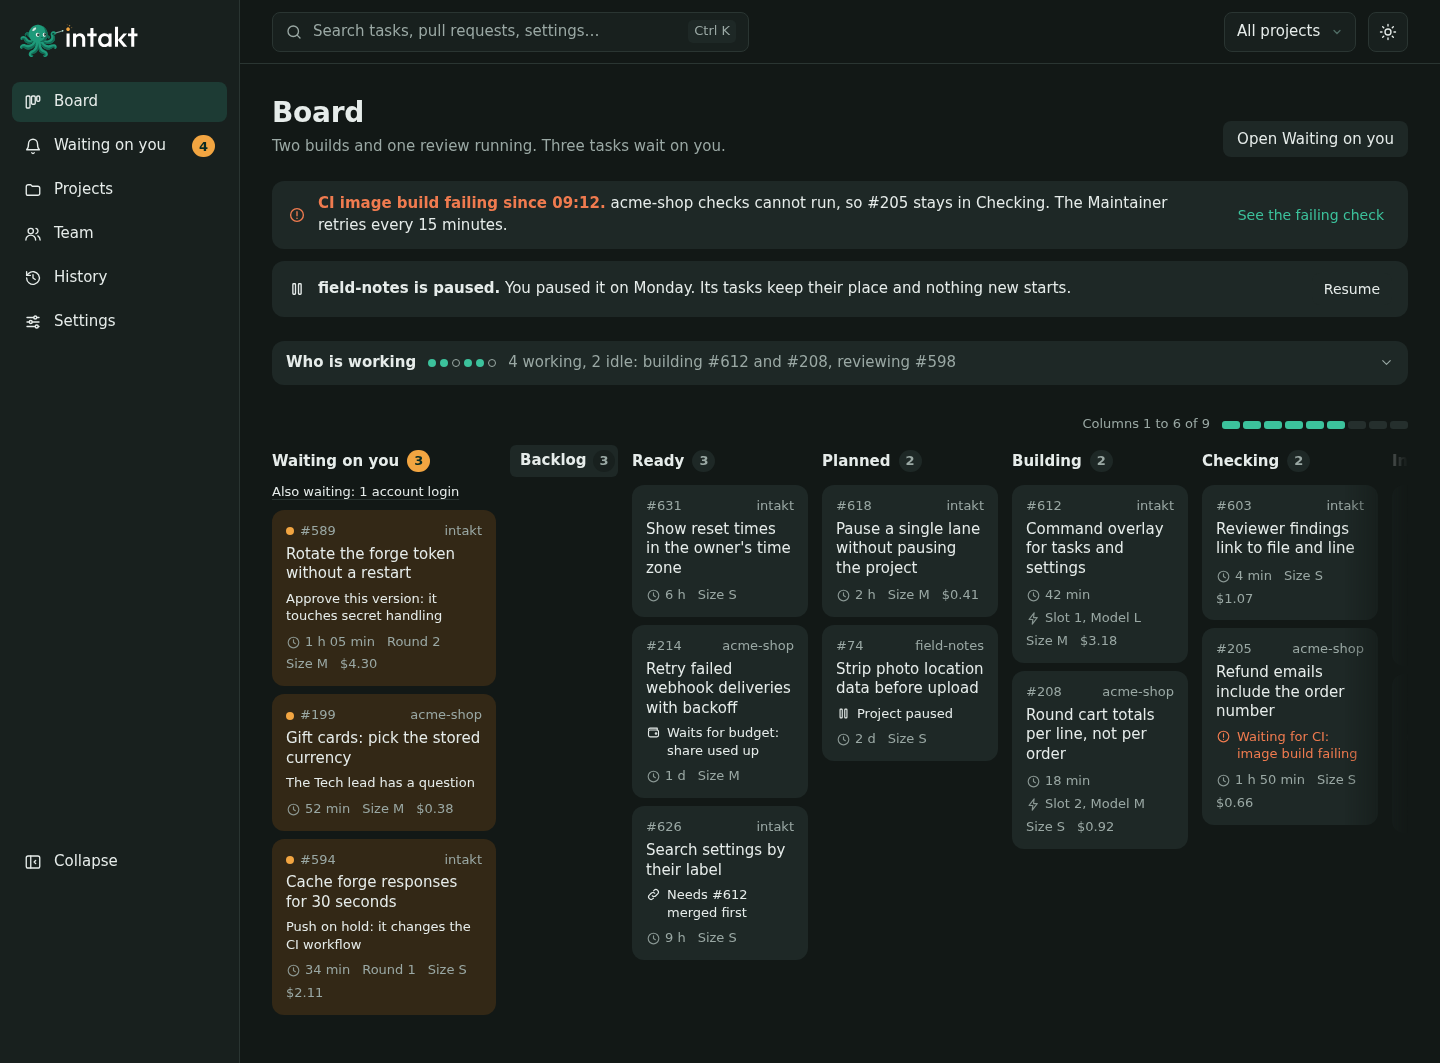 intakt
Search tasks, pull requests, settings...
Ctrl K
All projects
Board
Waiting on you
4
Projects
Team
History
Settings
Collapse
Board
Two builds and one review running. Three tasks wait on you.
Open Waiting on you
CI image build failing since 09:12. acme-shop checks cannot run, so #205 stays in Checking. The Maintainer
retries every 15 minutes.
See the failing check
field-notes is paused. You paused it on Monday. Its tasks keep their place and nothing new starts.
Resume
Who is working
4 working, 2 idle: building #612 and #208, reviewing #598
Columns 1 to 6 of 9
Waiting on you 3
Also waiting: 1 account login
#589 intakt
Rotate the forge token
without a restart
Approve this version: it
touches secret handling
1 h 05 min Round 2
Size M $4.30
#199 acme-shop
Gift cards: pick the stored
currency
The Tech lead has a question
52 min Size M $0.38
#594 intakt
Cache forge responses
for 30 seconds
Push on hold: it changes the
CI workflow
34 min Round 1 Size S
$2.11
Backlog 3
Ready 3
#631 intakt
Show reset times
in the owner's time
zone
6 h Size S
#214 acme-shop
Retry failed
webhook deliveries
with backoff
Waits for budget:
share used up
1 d Size M
#626 intakt
Search settings by
their label
Needs #612
merged first
9 h Size S
Planned 2
#618 intakt
Pause a single lane
without pausing
the project
2 h Size M $0.41
#74 field-notes
Strip photo location
data before upload
Project paused
2 d Size S
Building 2
#612 intakt
Command overlay
for tasks and
settings
42 min
Slot 1, Model L
Size M $3.18
#208 acme-shop
Round cart totals
per line, not per
order
18 min
Slot 2, Model M
Size S $0.92
Checking 2
#603 intakt
Reviewer findings
link to file and line
4 min Size S
$1.07
#205 acme-shop
Refund emails
include the order
number
Waiting for CI:
image build failing
1 h 50 min Size S
$0.66